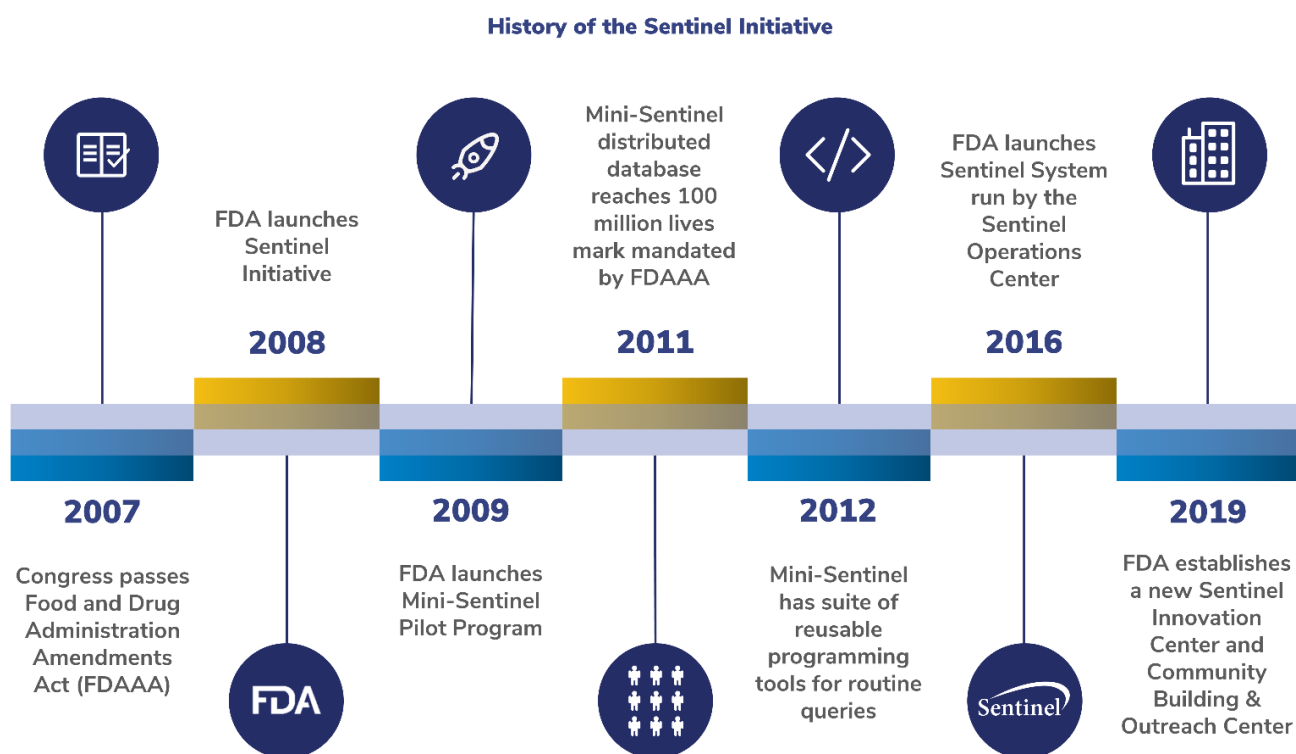 History of the Sentinel Initiative
2007
Congress passes
Food and Drug
Administration
Amendments
Act (FDAAA)
FDA launches
Sentinel
Initiative
2008
FDA
2009
FDA launches
Mini-Sentinel
Pilot Program
Mini-Sentinel
distributed
database
reaches 100
million lives
mark mandated
by FDAAA
2011
</>
2012
Mini-Sentinel
has suite of
reusable
programming
tools for routine
queries
FDA launches
Sentinel System
run by the
Sentinel
Operations
Center
2016
Sentinel
2019
FDA establishes
a new Sentinel
Innovation
Center and
Community
Building &
Outreach Center